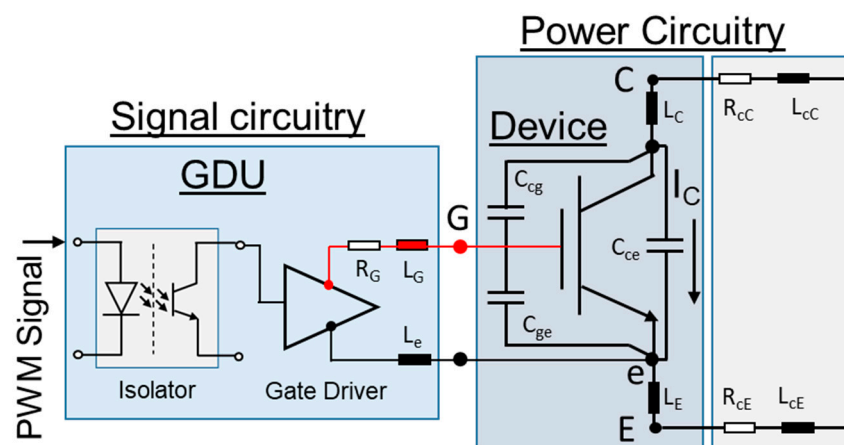 Power Circuitry
Signal circuitry
GDU
Device
C
L_C
R_cC
L_cC
C_cg
I_C
G
C_ce
R_G
L_G
C_ge
L_e
e
L_E
E
R_cE
L_cE
PWM Signal
Isolator
Gate Driver